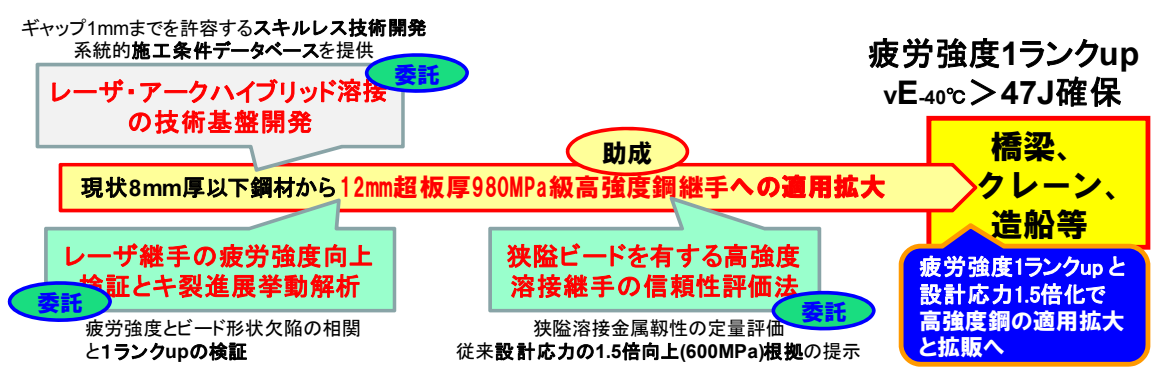 ギャップ1mmまでを許容するスキルレス技術開発
系統的施工条件データベースを提供
委託
レーザ・アークハイブリッド溶接
の技術基盤開発
疲労強度1ランクup
vE-40℃＞47J確保
助成
現状8mm厚以下鋼材から12mm超板厚980MPa級高強度鋼継手への適用拡大
橋梁、
クレーン、
造船等
レーザ継手の疲労強度向上
証とキ裂進展挙動解析
委託
疲労強度とビード形状欠陥の相関
と1ランクupの検証
狭隘ビードを有する高強度
溶接継手の信頼性評価法
委託
狭隘溶接金属靱性の定量評価
従来設計応力の1.5倍向上(600MPa)根拠の提示
疲労強度1ランクupと
設計応力1.5倍化で
高強度鋼の適用拡大
と拡販へ